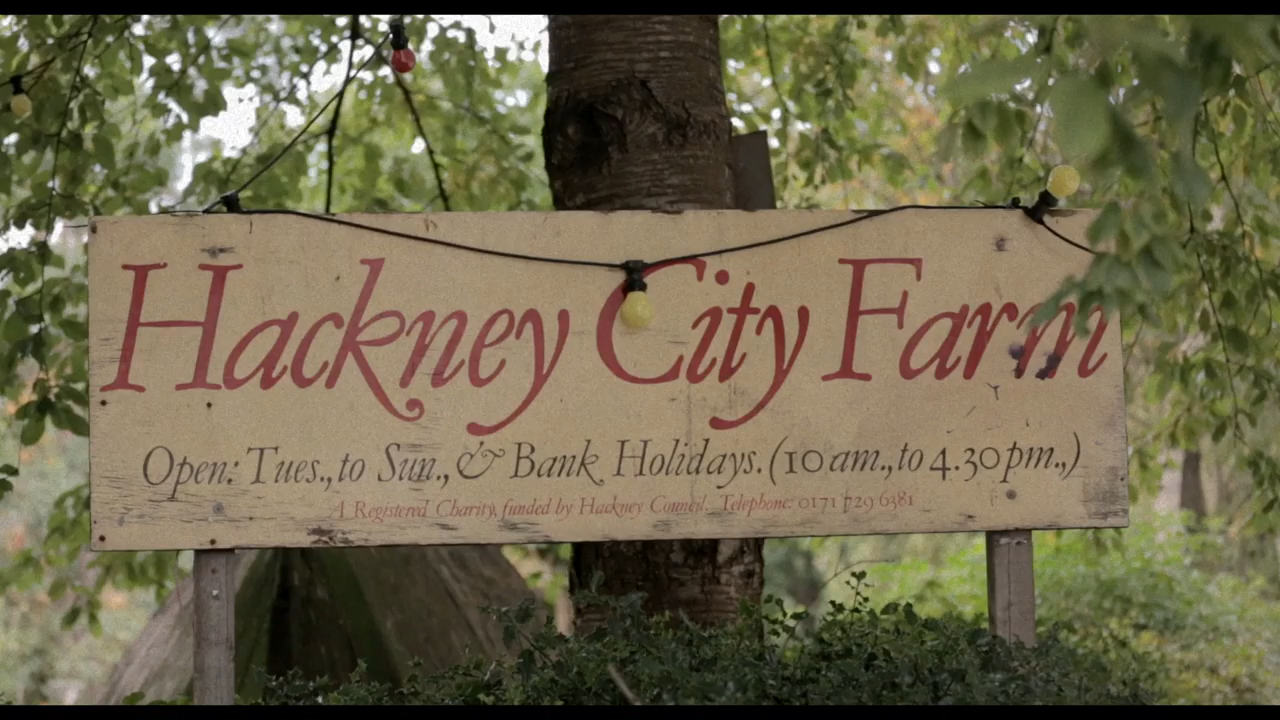 Hackney City Farm
Open: Tues., to Sun., & Bank Holidays. (10 am., to 4.30 pm.,)
A Registered Charity, funded by Hackney Council. Telephone: 0171 729 6381